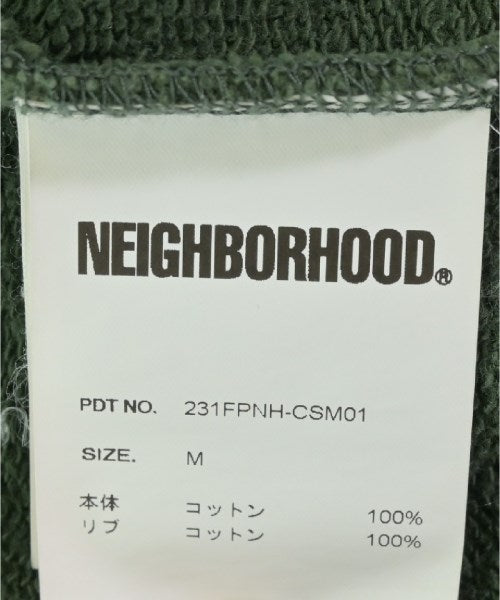 NEIGHBORHOOD®
PDT NO. 231FPNH-CSM01
SIZE. M
本体 コットン 100%
リブ コットン 100%